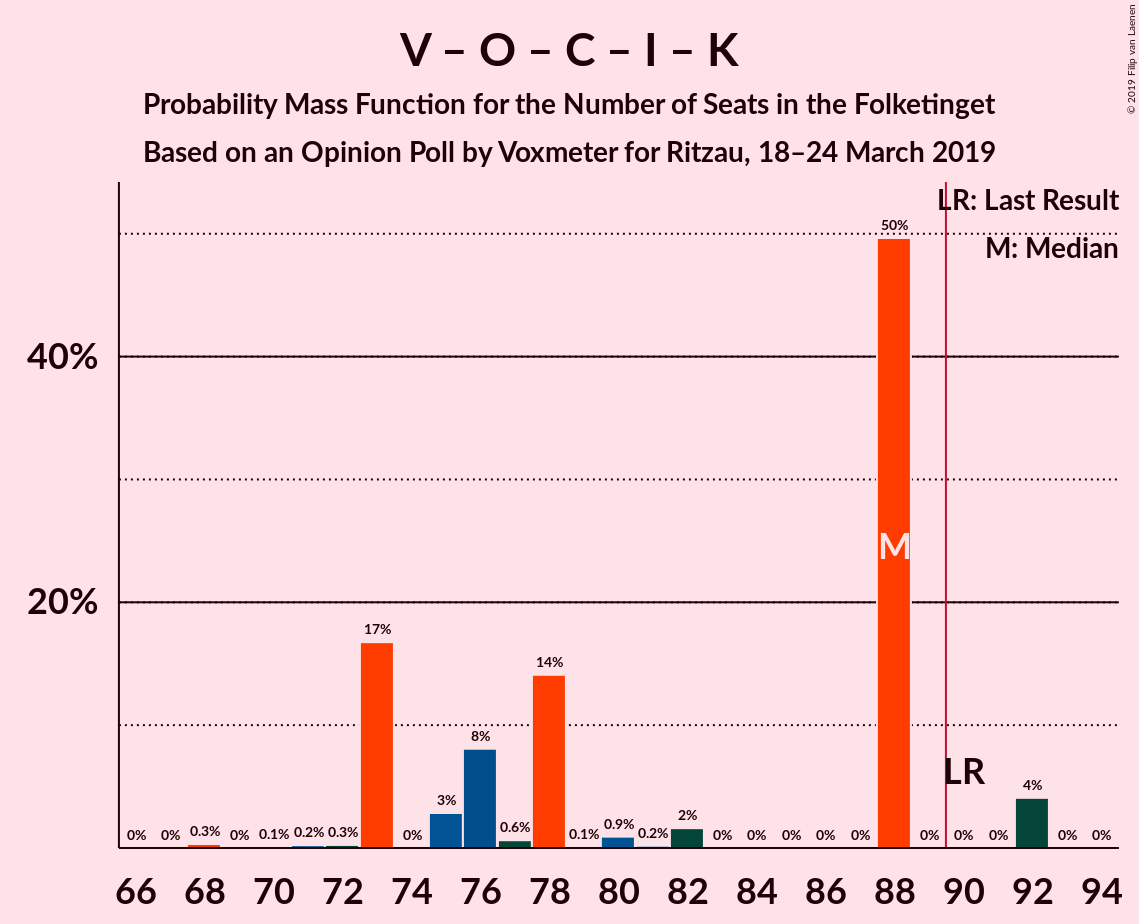 V – O – C – I – K
Probability Mass Function for the Number of Seats in the Folketinget
Based on an Opinion Poll by Voxmeter for Ritzau, 18–24 March 2019
© 2019 Filip van Laenen
LR: Last Result
M: Median
40%
20%
0% 0% 0.3% 0% 0.1% 0.2% 0.3% 17% 0% 3% 8% 0.6% 14% 0.1% 0.9% 0.2% 2% 0% 0% 0% 0% 0% 50% 0% 0% 0% 4% 0% 0%
M
LR
66 68 70 72 74 76 78 80 82 84 86 88 90 92 94